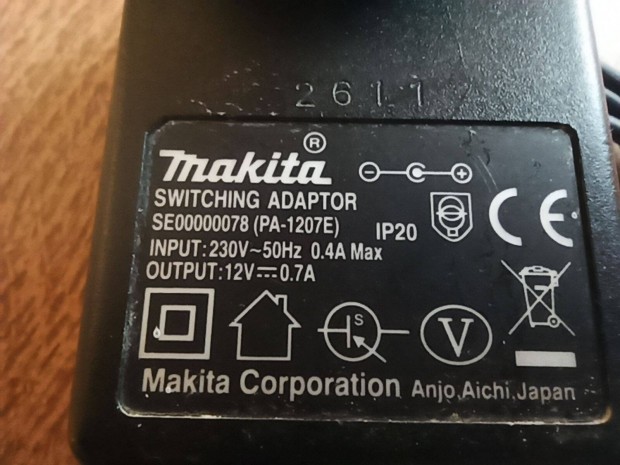 2611
makita®
SWITCHING ADAPTOR
SE00000078 (PA-1207E)
IP20
INPUT:230V~50Hz 0.4A Max
OUTPUT:12V⎓0.7A
CE
S
V
Makita Corporation Anjo,Aichi,Japan